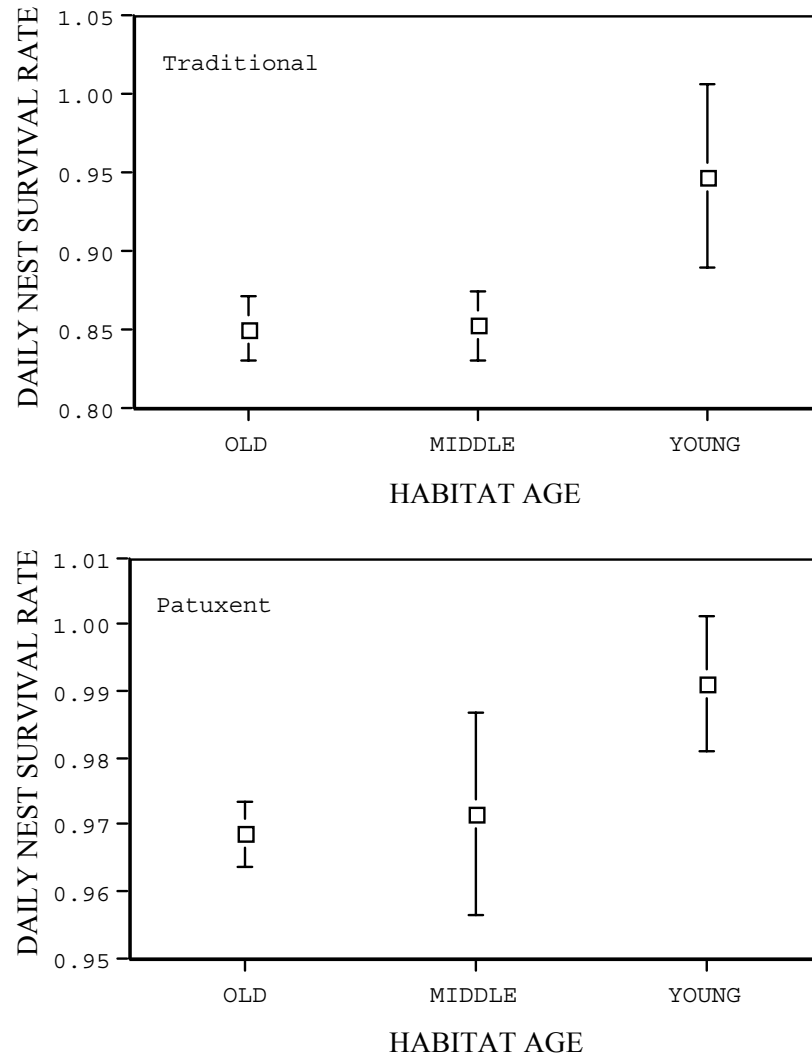 DAILY NEST SURVIVAL RATE
1.05
1.00
0.95
0.90
0.85
0.80
Traditional
OLD MIDDLE YOUNG
HABITAT AGE
DAILY NEST SURVIVAL RATE
1.01
1.00
0.99
0.98
0.97
0.96
0.95
Patuxent
OLD MIDDLE YOUNG
HABITAT AGE